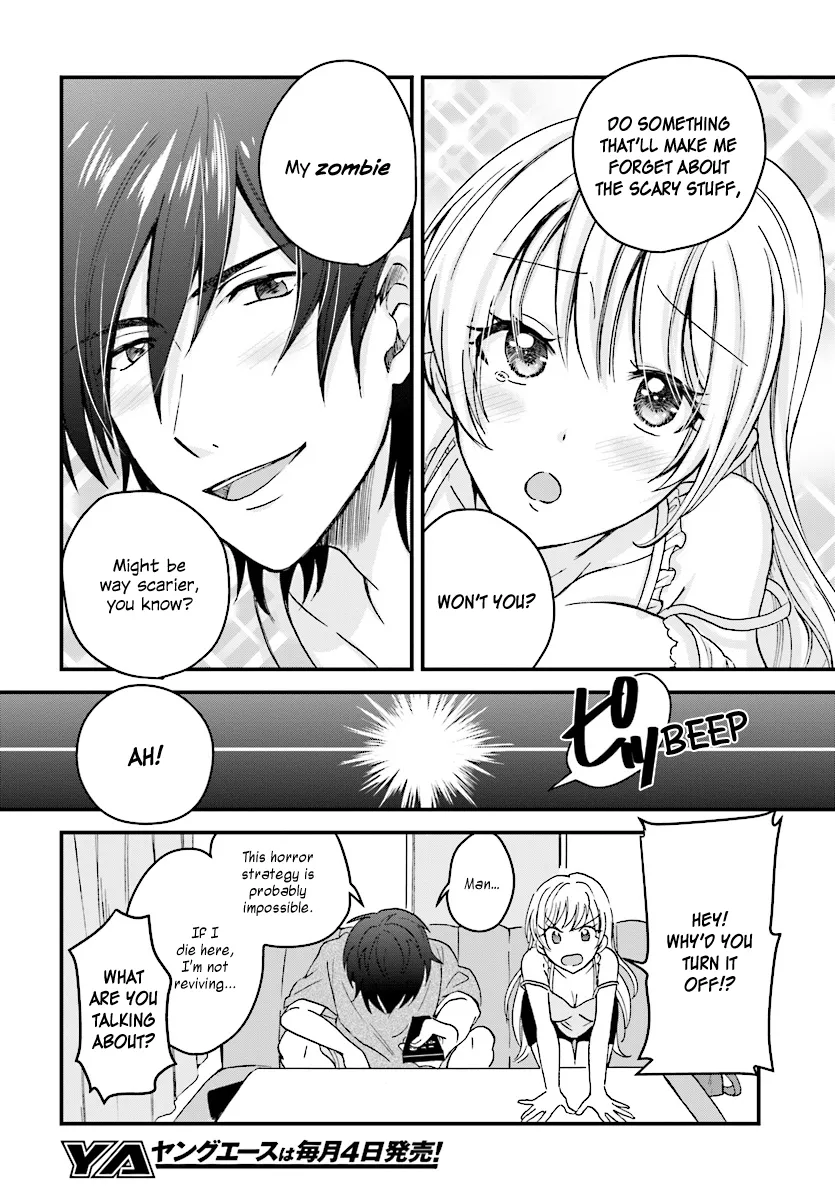 DO SOMETHING
THAT'LL MAKE ME
FORGET ABOUT
THE SCARY STUFF,
WON'T YOU?
My zombie
Might be
way scarier,
you know?
ピッ
BEEP
AH!
HEY!
WHY'D YOU
TURN IT
OFF!?
Man...
This horror
strategy is
probably
impossible.
If I
die here,
I'm not
reviving...
WHAT
ARE YOU
TALKING
ABOUT?
YA ヤングエースは毎月4日発売!